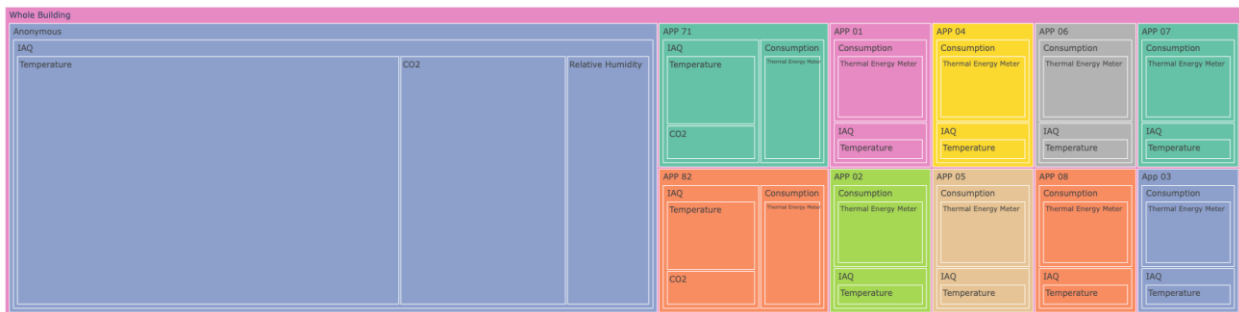 Whole Building
Anonymous
IAQ
Temperature
CO2
Relative Humidity
APP 71
IAQ
Temperature
CO2
Consumption
Thermal Energy Meter
APP 82
IAQ
Temperature
CO2
Consumption
Thermal Energy Meter
APP 01
Consumption
Thermal Energy Meter
IAQ
Temperature
APP 02
Consumption
Thermal Energy Meter
IAQ
Temperature
APP 04
Consumption
Thermal Energy Meter
IAQ
Temperature
APP 05
Consumption
Thermal Energy Meter
IAQ
Temperature
APP 06
Consumption
Thermal Energy Meter
IAQ
Temperature
APP 08
Consumption
Thermal Energy Meter
IAQ
Temperature
APP 07
Consumption
Thermal Energy Meter
IAQ
Temperature
App 03
Consumption
Thermal Energy Meter
IAQ
Temperature